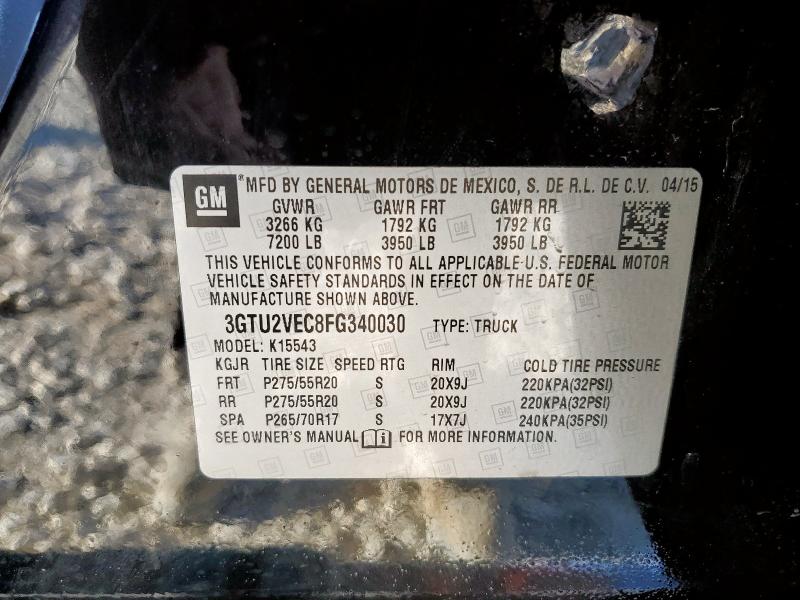 GM ® MFD BY GENERAL MOTORS DE MEXICO, S. DE R.L. DE C.V. 04/15
GVWR GAWR FRT GAWR RR
3266 KG 1792 KG 1792 KG
7200 LB 3950 LB 3950 LB
THIS VEHICLE CONFORMS TO ALL APPLICABLE U.S. FEDERAL MOTOR
VEHICLE SAFETY STANDARDS IN EFFECT ON THE DATE OF
MANUFACTURE SHOWN ABOVE.
3GTU2VEC8FG340030 TYPE: TRUCK
MODEL: K15543
KGJR TIRE SIZE SPEED RTG RIM COLD TIRE PRESSURE
FRT P275/55R20 S 20X9J 220KPA(32PSI)
RR P275/55R20 S 20X9J 220KPA(32PSI)
SPA P265/70R17 S 17X7J 240KPA(35PSI)
SEE OWNER'S MANUAL i FOR MORE INFORMATION.